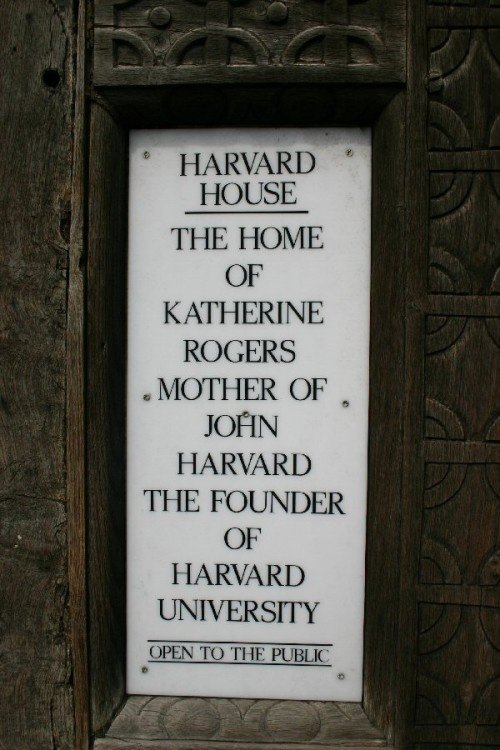 HARVARD
HOUSE
THE HOME
OF
KATHERINE
ROGERS
MOTHER OF
JOHN
HARVARD
THE FOUNDER
OF
HARVARD
UNIVERSITY
OPEN TO THE PUBLIC